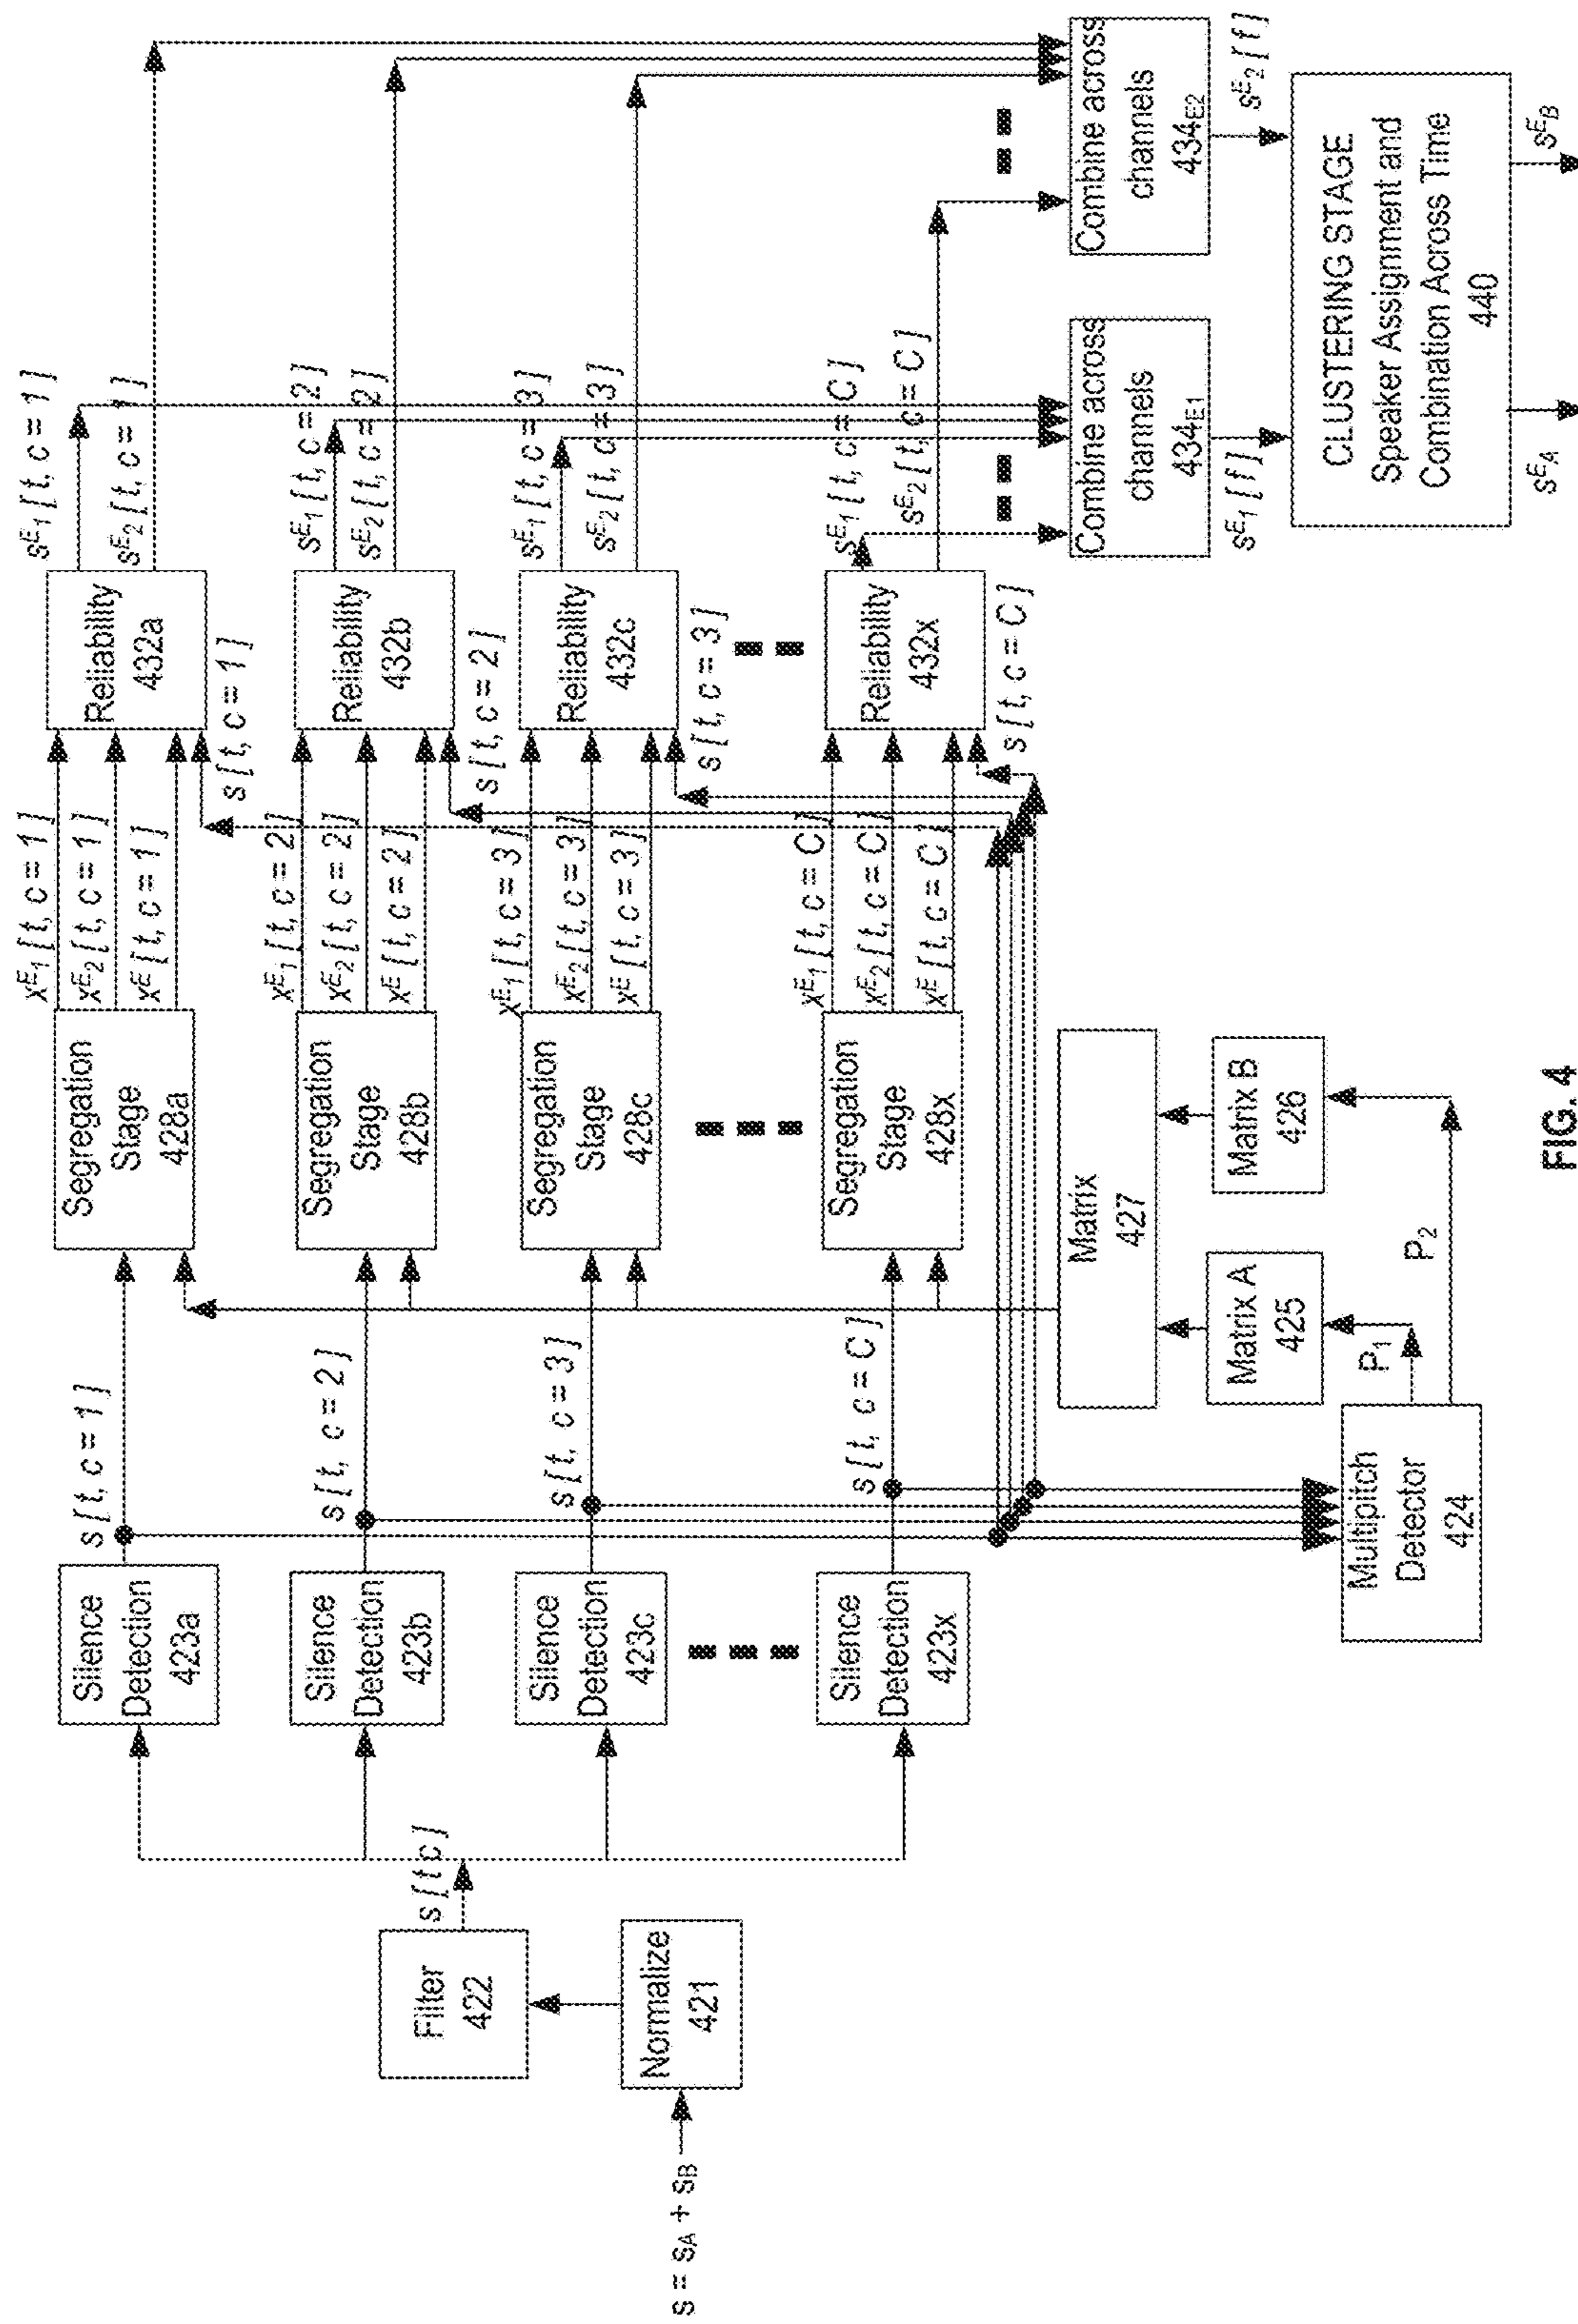 s = sA + sB
Normalize
421
Filter
422
s [t c]
Silence
Detection
423a
Silence
Detection
423b
Silence
Detection
423c
Silence
Detection
423x
s [t, c = 1]
s [t, c = 2]
s [t, c = 3]
s [t, c = C]
Multipitch
Detector
424
P1
P2
Matrix A
425
Matrix B
426
Matrix
427
Segregation
Stage
428a
Segregation
Stage
428b
Segregation
Stage
428c
Segregation
Stage
428x
xE1 [t, c = 1]
xE2 [t, c = 1]
xE [t, c = 1]
xE1 [t, c = 2]
xE2 [t, c = 2]
xE [t, c = 2]
xE1 [t, c = 3]
xE2 [t, c = 3]
xE [t, c = 3]
xE1 [t, c = C]
xE2 [t, c = C]
xE [t, c = C]
s [t, c = 1]
s [t, c = 2]
s [t, c = 3]
s [t, c = C]
Reliability
432a
Reliability
432b
Reliability
432c
Reliability
432x
sE1 [t, c = 1]
sE2 [t, c = 1]
sE1 [t, c = 2]
sE2 [t, c = 2]
sE1 [t, c = 3]
sE2 [t, c = 3]
sE1 [t, c = C]
sE2 [t, c = C]
Combine across
channels
434E1
Combine across
channels
434E2
sE1 [f]
sE2 [f]
CLUSTERING STAGE
Speaker Assignment and
Combination Across Time
440
sEA
sEB
FIG. 4